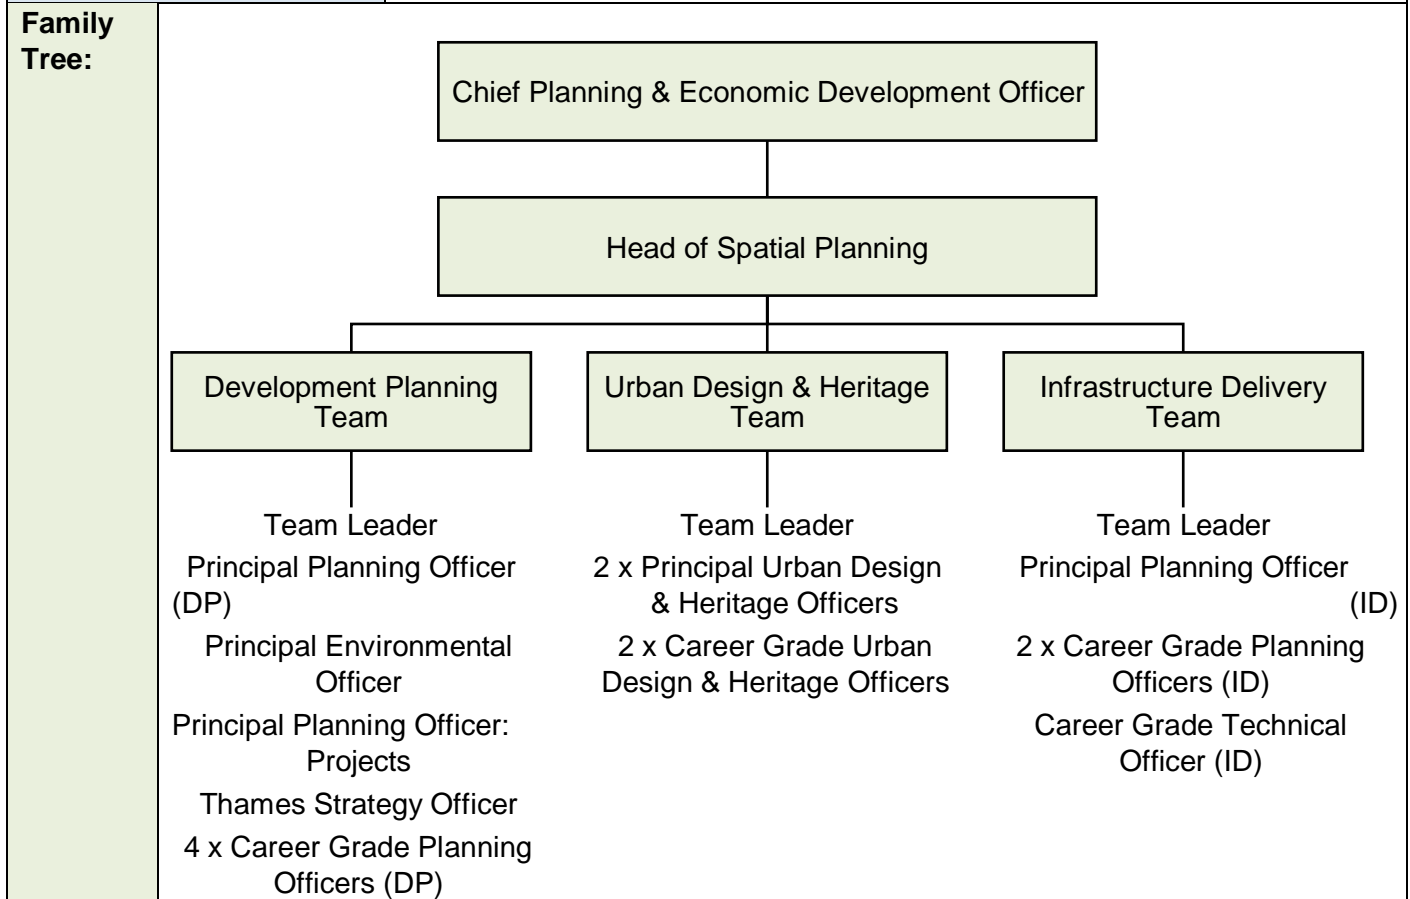 Family
Tree:
Chief Planning & Economic Development Officer
Head of Spatial Planning
Development Planning
Team
Urban Design & Heritage
Team
Infrastructure Delivery
Team
Team Leader
Principal Planning Officer
(DP)
Principal Environmental
Officer
Principal Planning Officer:
Projects
Thames Strategy Officer
4 x Career Grade Planning
Officers (DP)
Team Leader
2 x Principal Urban Design
& Heritage Officers
2 x Career Grade Urban
Design & Heritage Officers
Team Leader
Principal Planning Officer
(ID)
2 x Career Grade Planning
Officers (ID)
Career Grade Technical
Officer (ID)